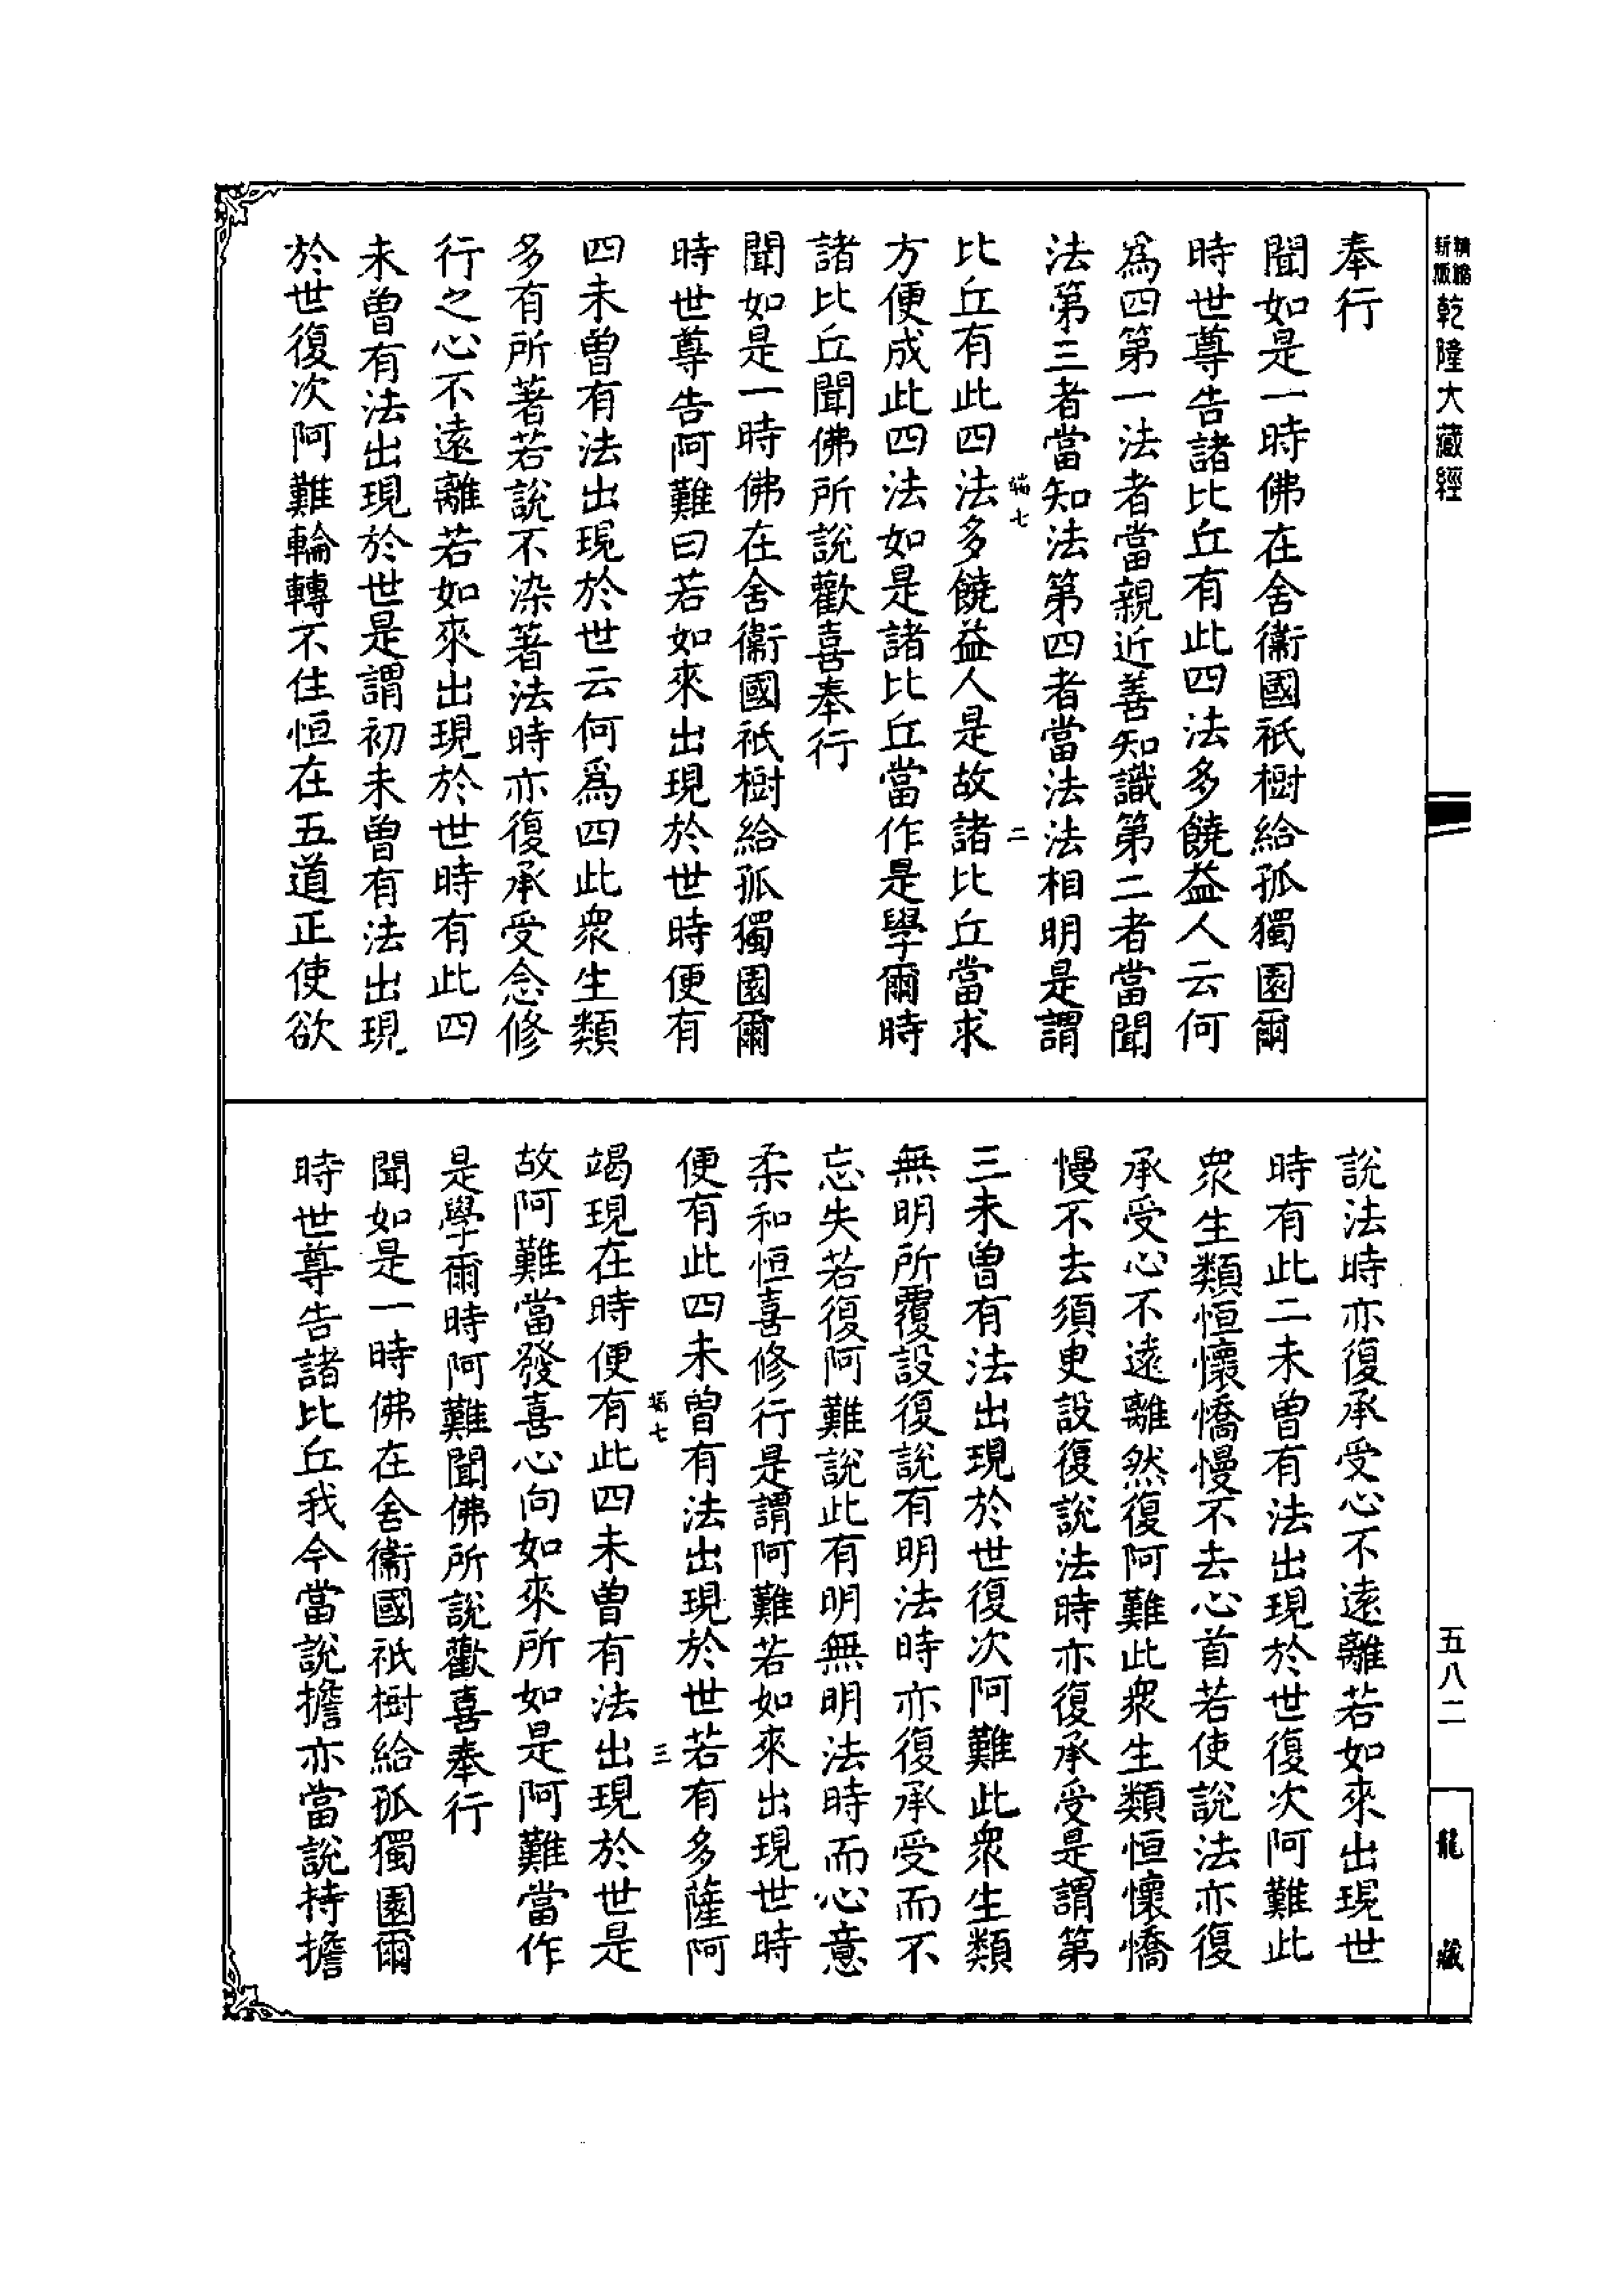 乾隆大藏經
奉行
聞如是一時佛在舍衞國祇樹給孤獨園爾
時世尊告諸比丘有此四法多饒益人云何
爲四第一法者當親近善知識第二者當聞
法第三者當知法第四者當法法相明是謂
二
比丘有此四法多饒益人是故諸比丘當求
方便成此四法如是諸比丘當作是學爾時
諸比丘聞佛所說歡喜奉行
聞如是一時佛在舍衞國祇樹給孤獨園爾
時世尊告阿難曰若如來出現於世時便有
四未曾有法出現於世云何爲四此衆生類
多有所著若說不染著法時亦復承受念修
行之心不遠離若如來出現於世時有此四
未曾有法出現於世是謂初未曾有法出現
於世復次阿難輪轉不住恒在五道正使欲
說法時亦復承受心不遠離若如來出現世
時有此二未曾有法出現於世復次阿難此
衆生類恒懷憍慢不去心首若使說法亦復
承受心不遠離然復阿難此衆生類恒懷憍
慢不去須臾設復說法時亦復承受是謂第
三未曾有法出現於世復次阿難此衆生類
無明所覆設復說有明法時亦復承受而不
忘失若復阿難說此有明無明法時而心意
柔和恒喜修行是謂阿難若如來出現世時
便有此四未曾有法出現於世若有多薩阿
三
竭現在時便有此四未曾有法出現於世是
故阿難當發喜心向如來所如是阿難當作
是學爾時阿難聞佛所說歡喜奉行
聞如是一時佛在舍衞國祇樹給孤獨園爾
時世尊告諸比丘我今當說擔亦當說持擔
五八二
龍藏